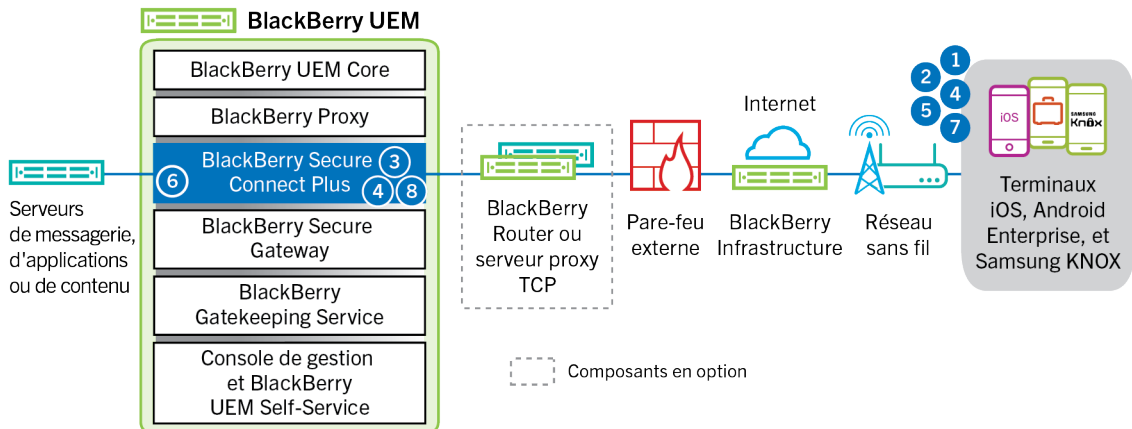 BlackBerry UEM
BlackBerry UEM Core
BlackBerry Proxy
BlackBerry Secure
Connect Plus
3
6
4
8
BlackBerry Secure
Gateway
BlackBerry
Gatekeeping Service
Console de gestion
et BlackBerry
UEM Self-Service
Serveurs
de messagerie,
d'applications
ou de contenu
BlackBerry
Router ou
serveur proxy
TCP
Pare-feu
externe
Internet
BlackBerry
Infrastructure
Réseau
sans fil
1
2
4
5
7
iOS
SAMSUNG
Knox
Terminaux
iOS, Android
Enterprise, et
Samsung KNOX
Composants en option